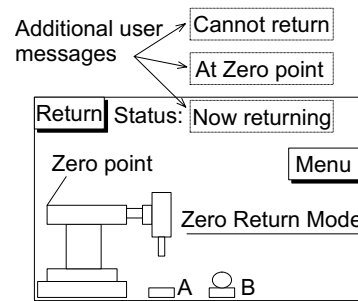 Additional user
messages
Cannot return
At Zero point
Return Status: Now returning
Zero point
Menu
Zero Return Mode
A B